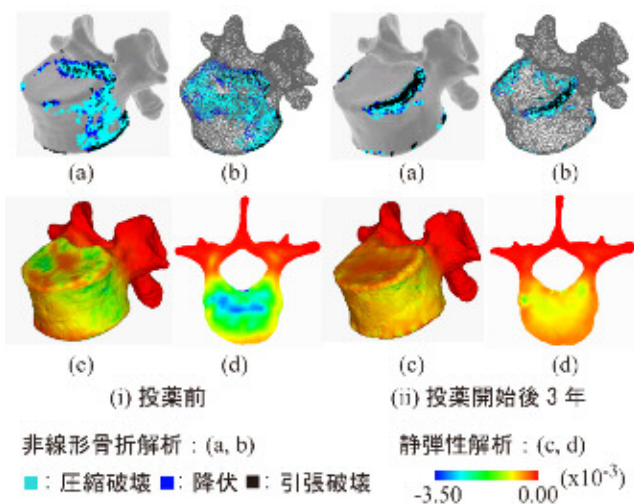 (a) (b) (a) (b)
(c) (d) (c) (d)
(i) 投薬前 (ii) 投薬開始後 3 年
非線形骨折解析：(a, b) 静弾性解析：(c, d)
■：圧縮破壊 ■：降伏 ■：引張破壊
(x10⁻³)
-3.50 0.00